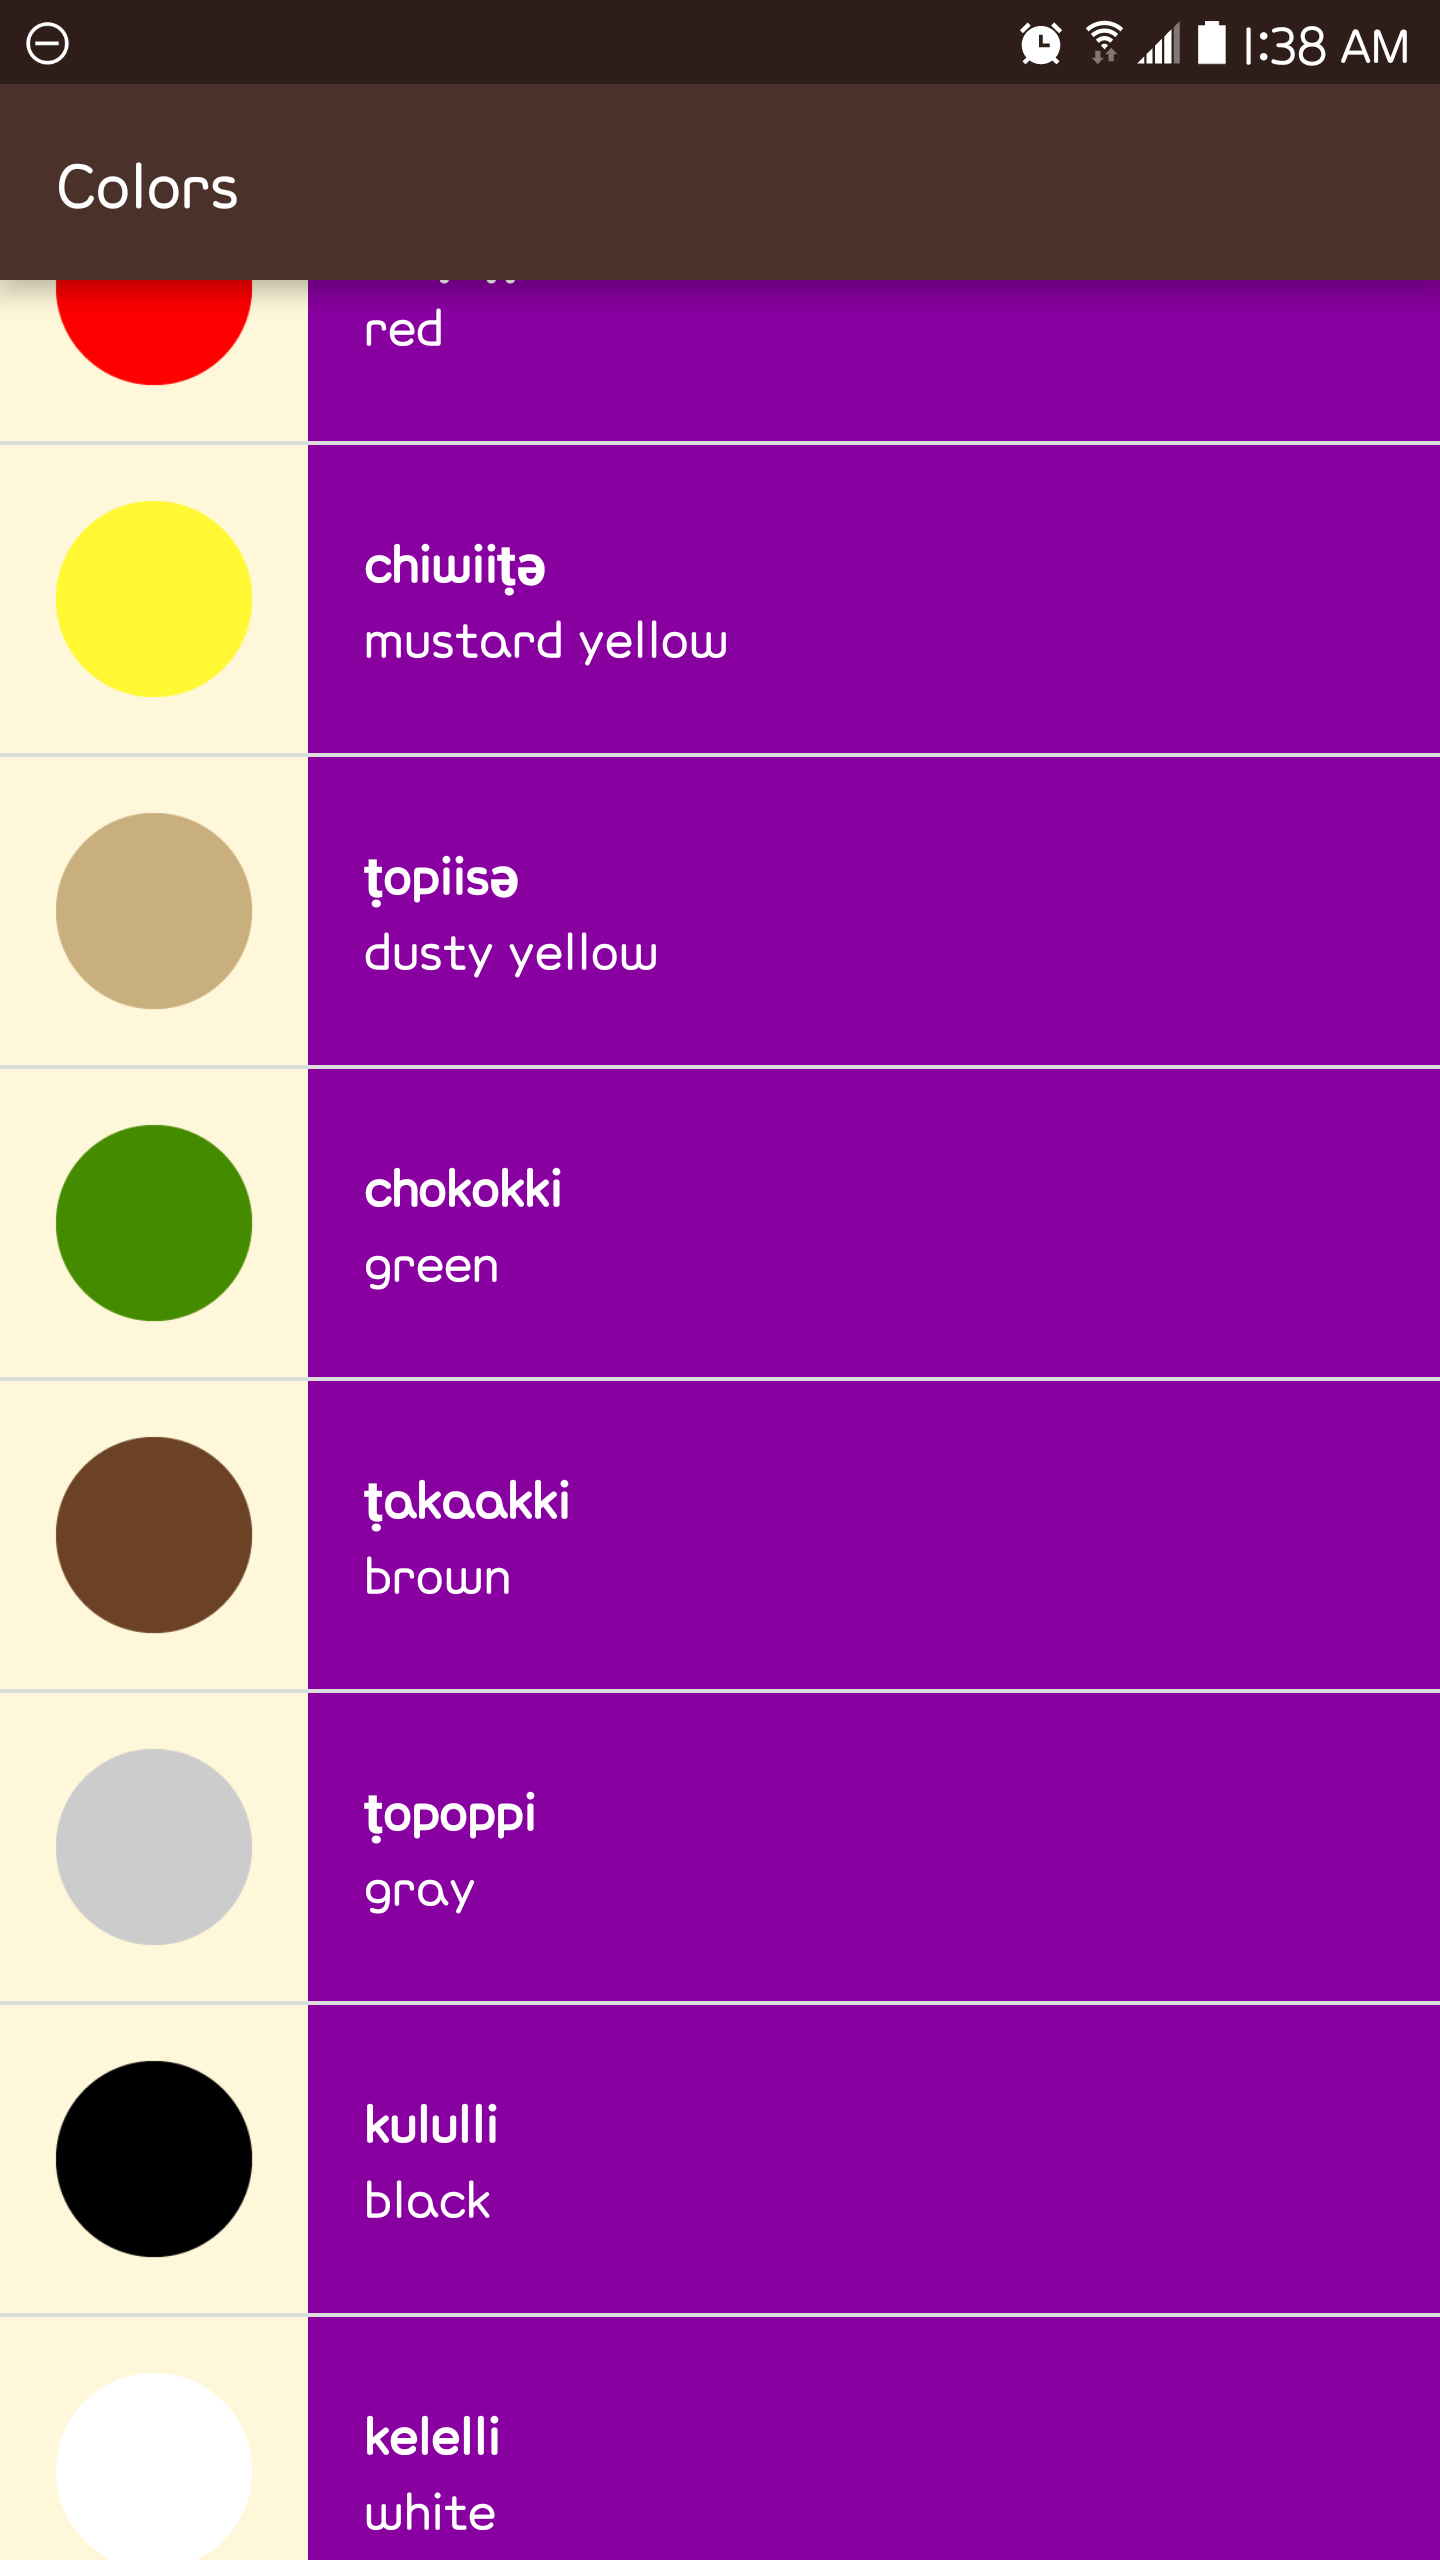 1:38 AM
Colors
red
chiwiiṭə
mustard yellow
ṭopiisə
dusty yellow
chokokki
green
ṭakaakki
brown
ṭopoppi
gray
kululli
black
kelelli
white